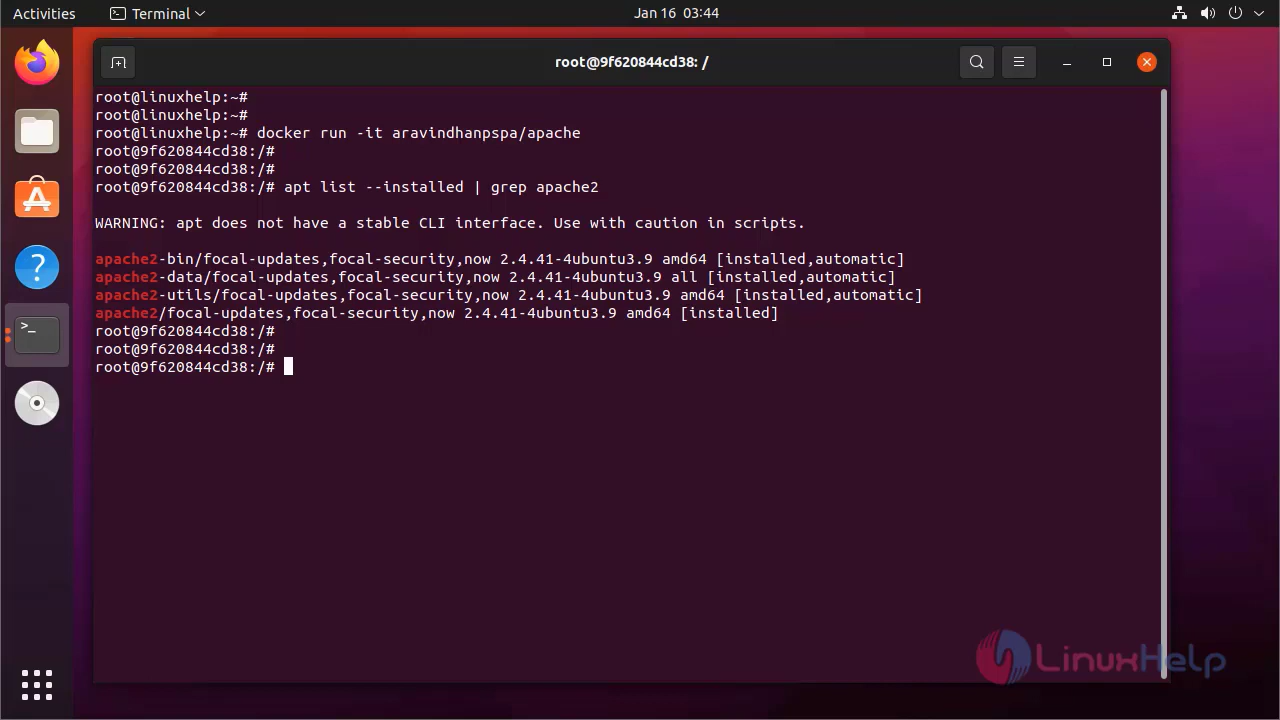 Activities
Terminal
Jan 16 03:44
root@9f620844cd38: /
root@linuxhelp:~#
root@linuxhelp:~#
root@linuxhelp:~# docker run -it aravindhanpspa/apache
root@9f620844cd38:/#
root@9f620844cd38:/#
root@9f620844cd38:/# apt list --installed | grep apache2
WARNING: apt does not have a stable CLI interface. Use with caution in scripts.
apache2-bin/focal-updates,focal-security,now 2.4.41-4ubuntu3.9 amd64 [installed,automatic]
apache2-data/focal-updates,focal-security,now 2.4.41-4ubuntu3.9 all [installed,automatic]
apache2-utils/focal-updates,focal-security,now 2.4.41-4ubuntu3.9 amd64 [installed,automatic]
apache2/focal-updates,focal-security,now 2.4.41-4ubuntu3.9 amd64 [installed]
root@9f620844cd38:/#
root@9f620844cd38:/#
root@9f620844cd38:/#
LinuxHelp